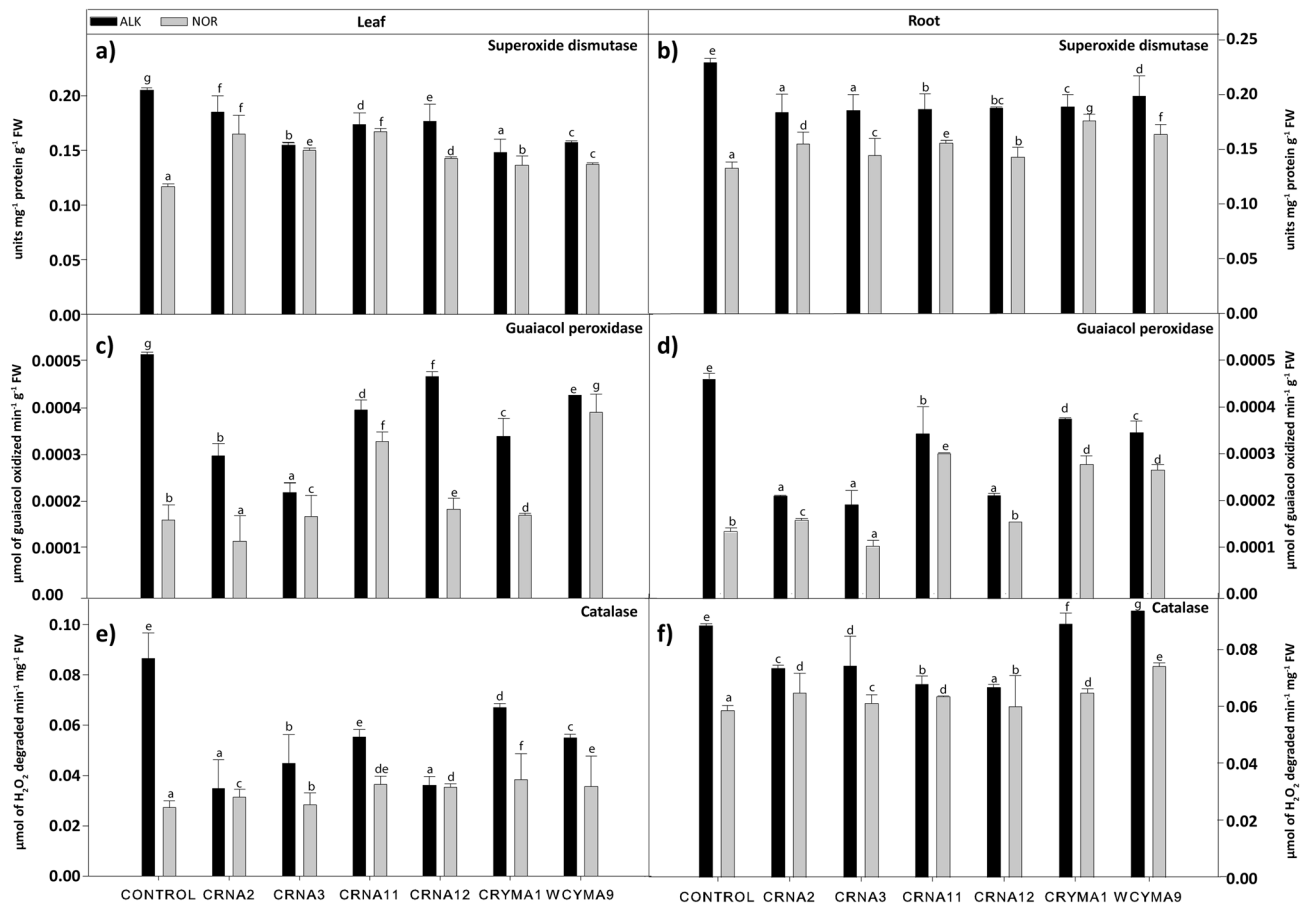 ALK NOR Leaf Root
a) Superoxide dismutase b) Superoxide dismutase
units mg⁻¹ protein g⁻¹ FW
0.20
0.15
0.10
0.05
0.00
g a f f b e d f e d a b c c
e a a d a c b e bc b c g d f
0.25
0.20
0.15
0.10
0.05
0.00
units mg⁻¹ protein g⁻¹ FW
c) Guaiacol peroxidase d) Guaiacol peroxidase
μmol of guaiacol oxidized min⁻¹ g⁻¹ FW
0.0005
0.0004
0.0003
0.0002
0.0001
0.00
g b b a a c d f f e c d e g
e b a c a a b e a b d d c d
0.0005
0.0004
0.0003
0.0002
0.0001
0.00
μmol of guaiacol oxidized min⁻¹ g⁻¹ FW
e) Catalase f) Catalase
μmol of H₂O₂ degraded min⁻¹ mg⁻¹ FW
0.10
0.08
0.06
0.04
0.02
0.00
e a a c b b e de a d d f c e
e a c d d c b d a b f d g e
0.08
0.06
0.04
0.02
0.00
μmol of H₂O₂ degraded min⁻¹ mg⁻¹ FW
CONTROL CRNA2 CRNA3 CRNA11 CRNA12 CRYMA1 WCYMA9
CONTROL CRNA2 CRNA3 CRNA11 CRNA12 CRYMA1 WCYMA9